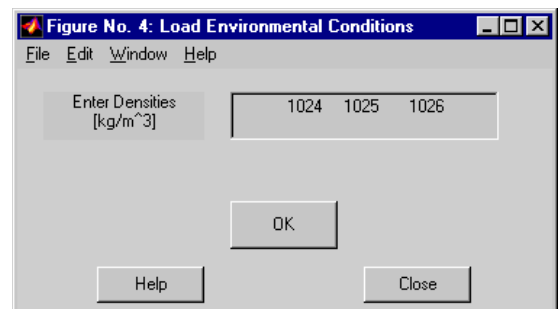 Figure No. 4: Load Environmental Conditions
File Edit Window Help
Enter Densities
[kg/m^3]
1024 1025 1026
OK
Help Close